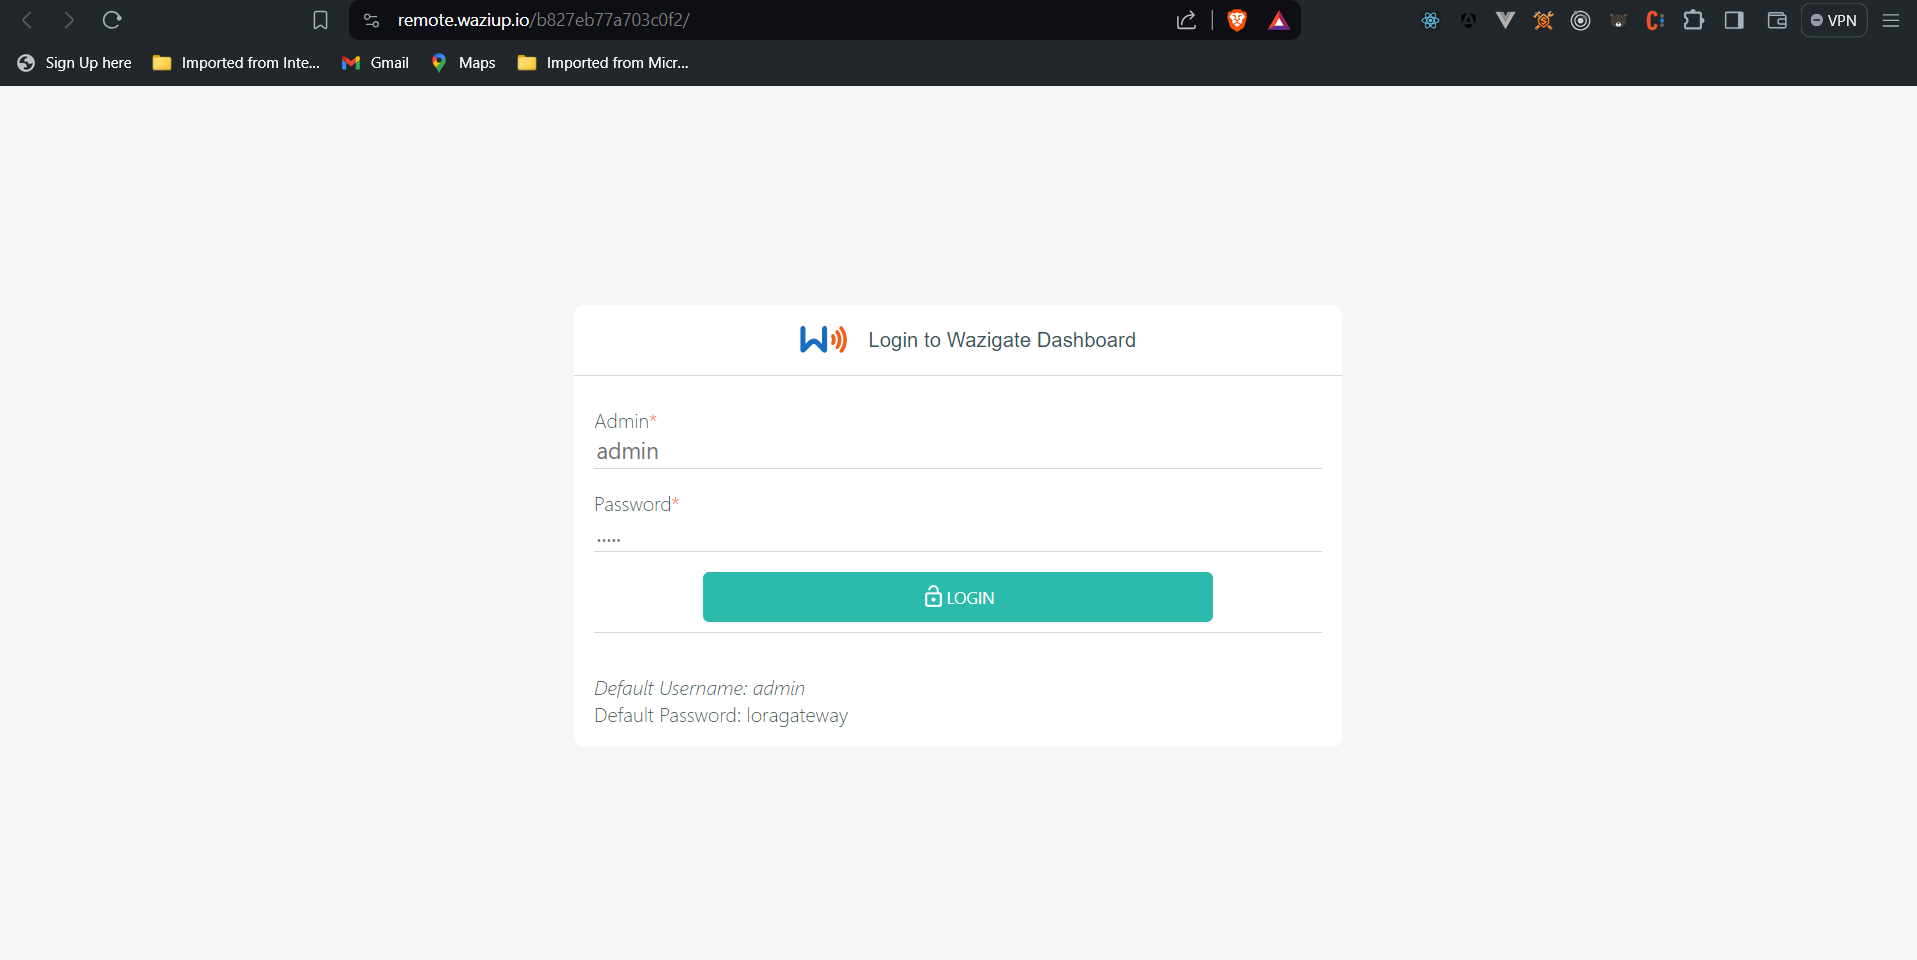 remote.waziup.io/b827eb77a703c0f2/
VPN
Sign Up here
Imported from Inte...
Gmail
Maps
Imported from Micr...
Login to Wazigate Dashboard
Admin*
admin
Password*
.....
LOGIN
Default Username: admin
Default Password: loragateway